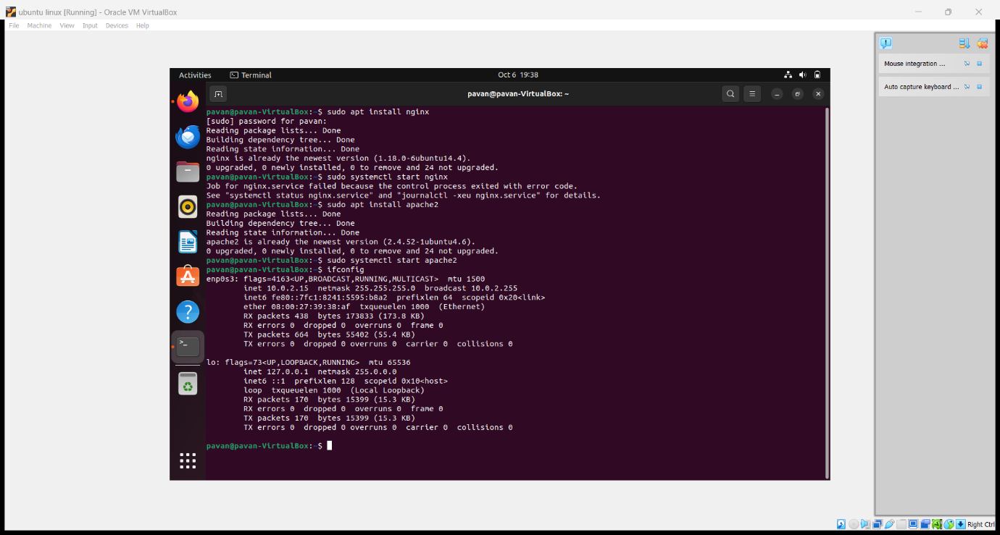 ubuntu linux [Running] - Oracle VM VirtualBox
File Machine View Input Devices Help
Mouse integration ...
Auto capture keyboard ...
Activities Terminal Oct 6 19:38
pavan@pavan-VirtualBox: ~
pavan@pavan-VirtualBox:~$ sudo apt install nginx
[sudo] password for pavan:
Reading package lists... Done
Building dependency tree... Done
Reading state information... Done
nginx is already the newest version (1.18.0-6ubuntu14.4).
0 upgraded, 0 newly installed, 0 to remove and 24 not upgraded.
pavan@pavan-VirtualBox:~$ sudo systemctl start nginx
Job for nginx.service failed because the control process exited with error code.
See "systemctl status nginx.service" and "journalctl -xeu nginx.service" for details.
pavan@pavan-VirtualBox:~$ sudo apt install apache2
Reading package lists... Done
Building dependency tree... Done
Reading state information... Done
apache2 is already the newest version (2.4.52-1ubuntu4.6).
0 upgraded, 0 newly installed, 0 to remove and 24 not upgraded.
pavan@pavan-VirtualBox:~$ sudo systemctl start apache2
pavan@pavan-VirtualBox:~$ ifconfig
enp0s3: flags=4163<UP,BROADCAST,RUNNING,MULTICAST> mtu 1500
inet 10.0.2.15 netmask 255.255.255.0 broadcast 10.0.2.255
inet6 fe80::7fc1:8241:5595:b8a2 prefixlen 64 scopeid 0x20<link>
ether 08:00:27:39:38:af txqueuelen 1000 (Ethernet)
RX packets 438 bytes 173833 (173.8 KB)
RX errors 0 dropped 0 overruns 0 frame 0
TX packets 664 bytes 55402 (55.4 KB)
TX errors 0 dropped 0 overruns 0 carrier 0 collisions 0
lo: flags=73<UP,LOOPBACK,RUNNING> mtu 65536
inet 127.0.0.1 netmask 255.0.0.0
inet6 ::1 prefixlen 128 scopeid 0x10<host>
loop txqueuelen 1000 (Local Loopback)
RX packets 170 bytes 15399 (15.3 KB)
RX errors 0 dropped 0 overruns 0 frame 0
TX packets 170 bytes 15399 (15.3 KB)
TX errors 0 dropped 0 overruns 0 carrier 0 collisions 0
pavan@pavan-VirtualBox:~$
Right Ctrl